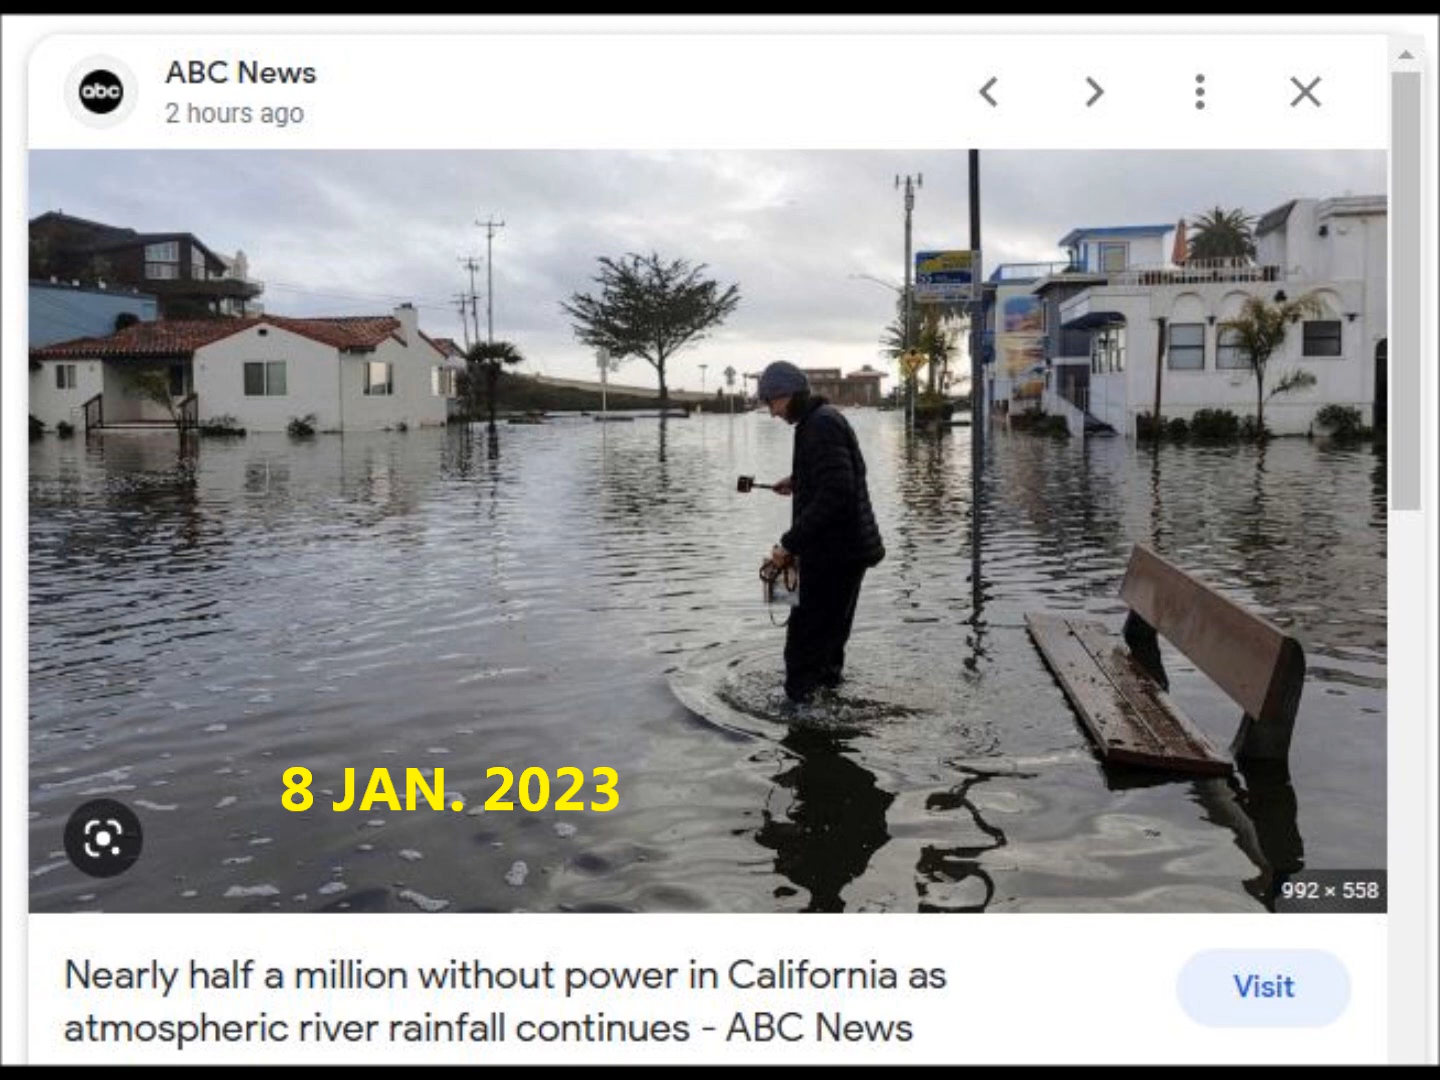 abc
ABC News
2 hours ago
8 JAN. 2023
992 × 558
Nearly half a million without power in California as
atmospheric river rainfall continues - ABC News
Visit